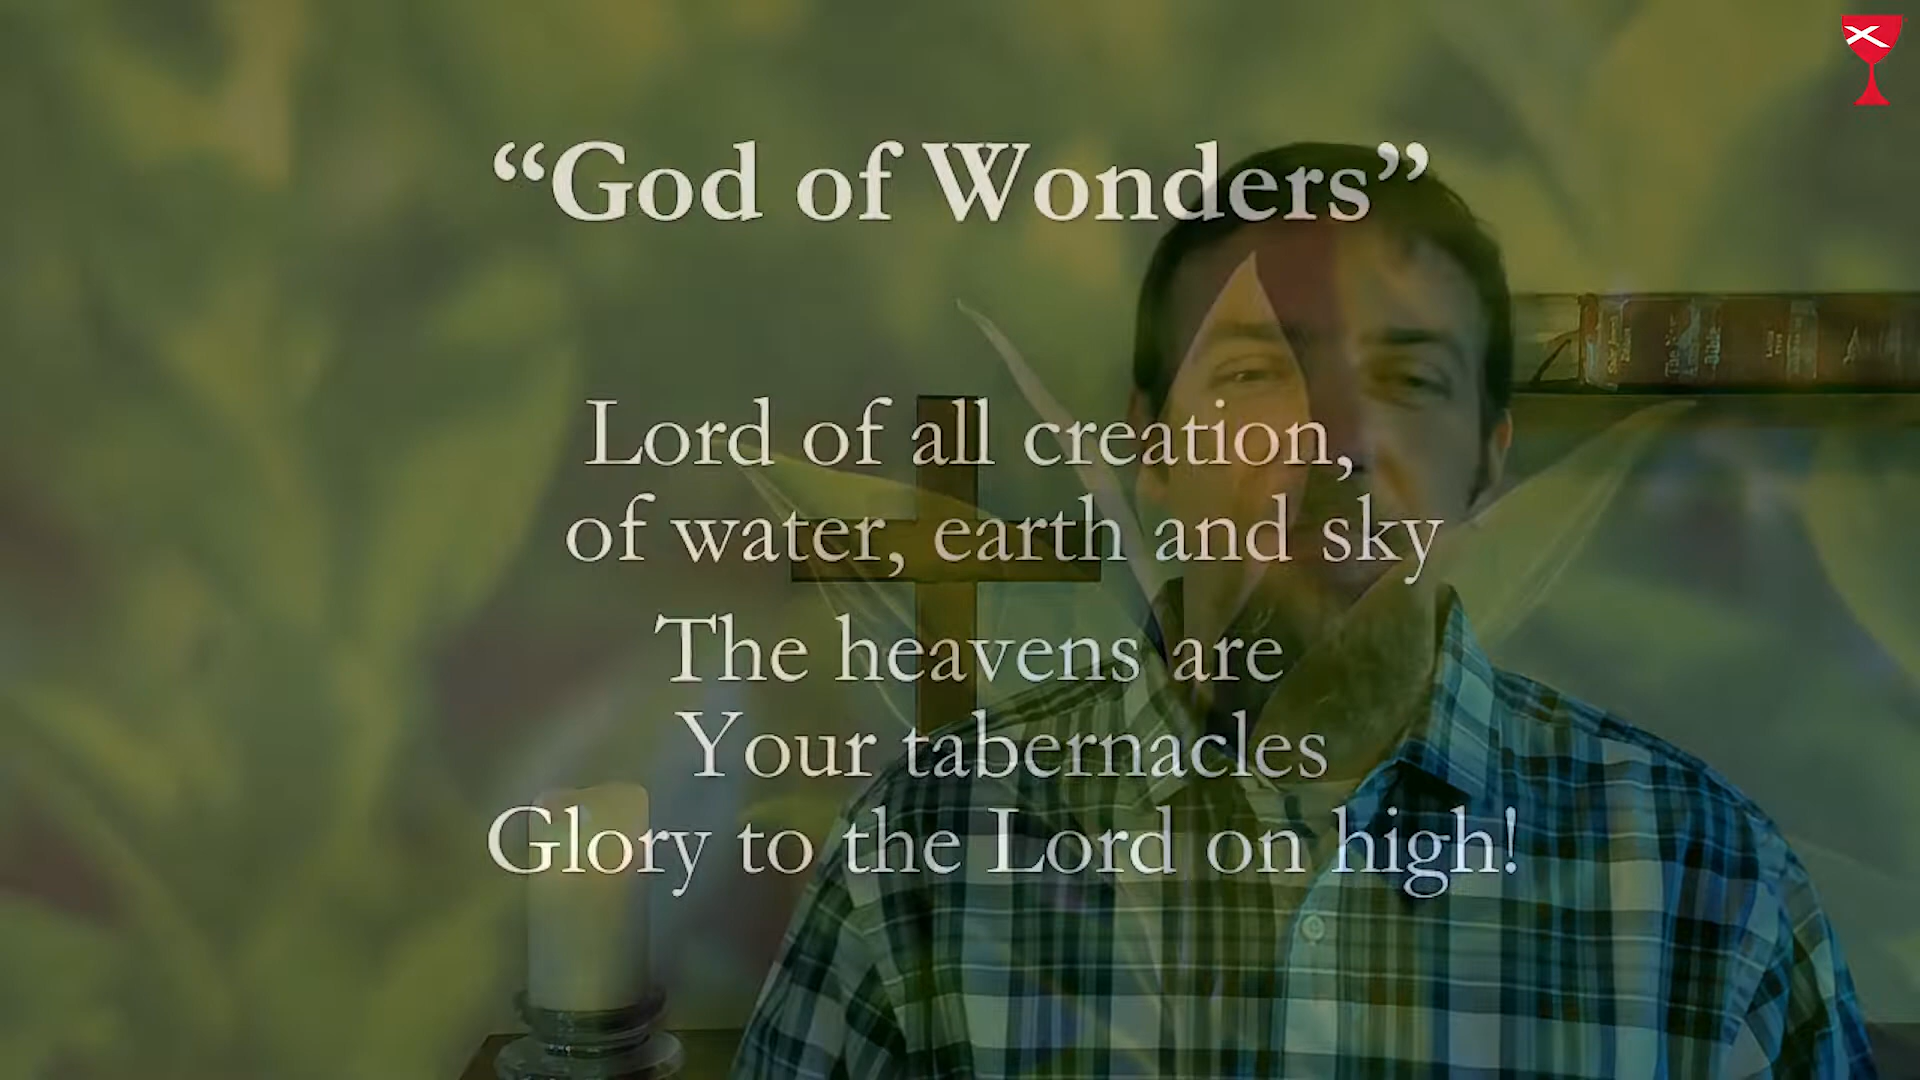 “God of Wonders”
Lord of all creation,
of water, earth and sky
The heavens are
Your tabernacles
Glory to the Lord on high!